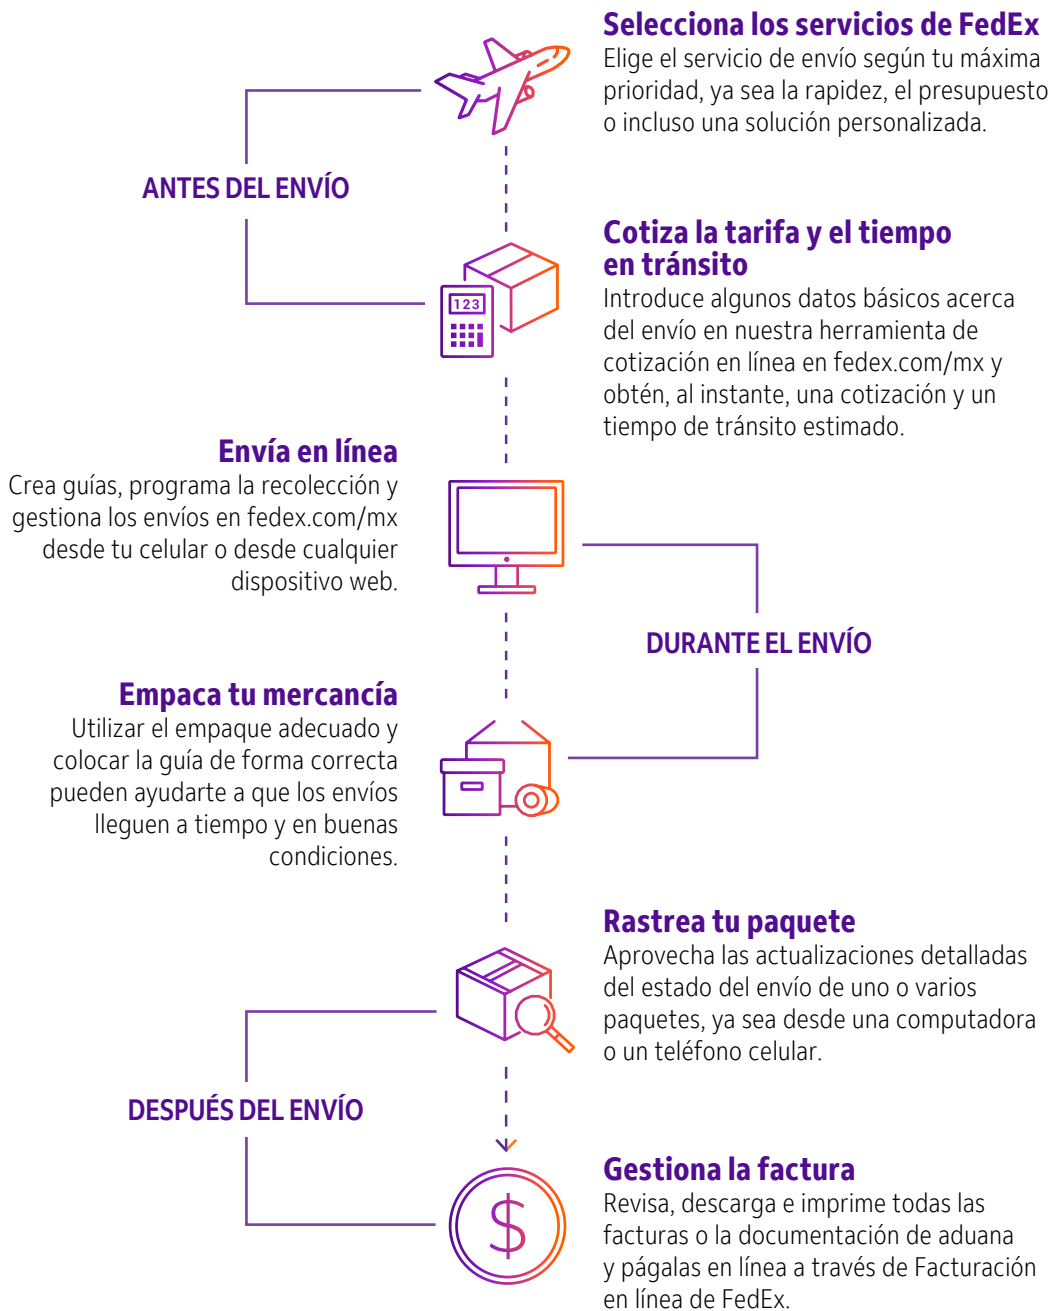 Selecciona los servicios de FedEx
Elige el servicio de envío según tu máxima
prioridad, ya sea la rapidez, el presupuesto
o incluso una solución personalizada.
ANTES DEL ENVÍO
Cotiza la tarifa y el tiempo
en tránsito
Introduce algunos datos básicos acerca
del envío en nuestra herramienta de
cotización en línea en fedex.com/mx y
obtén, al instante, una cotización y un
tiempo de tránsito estimado.
123
Envía en línea
Crea guías, programa la recolección y
gestiona los envíos en fedex.com/mx
desde tu celular o desde cualquier
dispositivo web.
DURANTE EL ENVÍO
Empaca tu mercancía
Utilizar el empaque adecuado y
colocar la guía de forma correcta
pueden ayudarte a que los envíos
lleguen a tiempo y en buenas
condiciones.
Rastrea tu paquete
Aprovecha las actualizaciones detalladas
del estado del envío de uno o varios
paquetes, ya sea desde una computadora
o un teléfono celular.
DESPUÉS DEL ENVÍO
Gestiona la factura
Revisa, descarga e imprime todas las
facturas o la documentación de aduana
y págalas en línea a través de Facturación
en línea de FedEx.
$